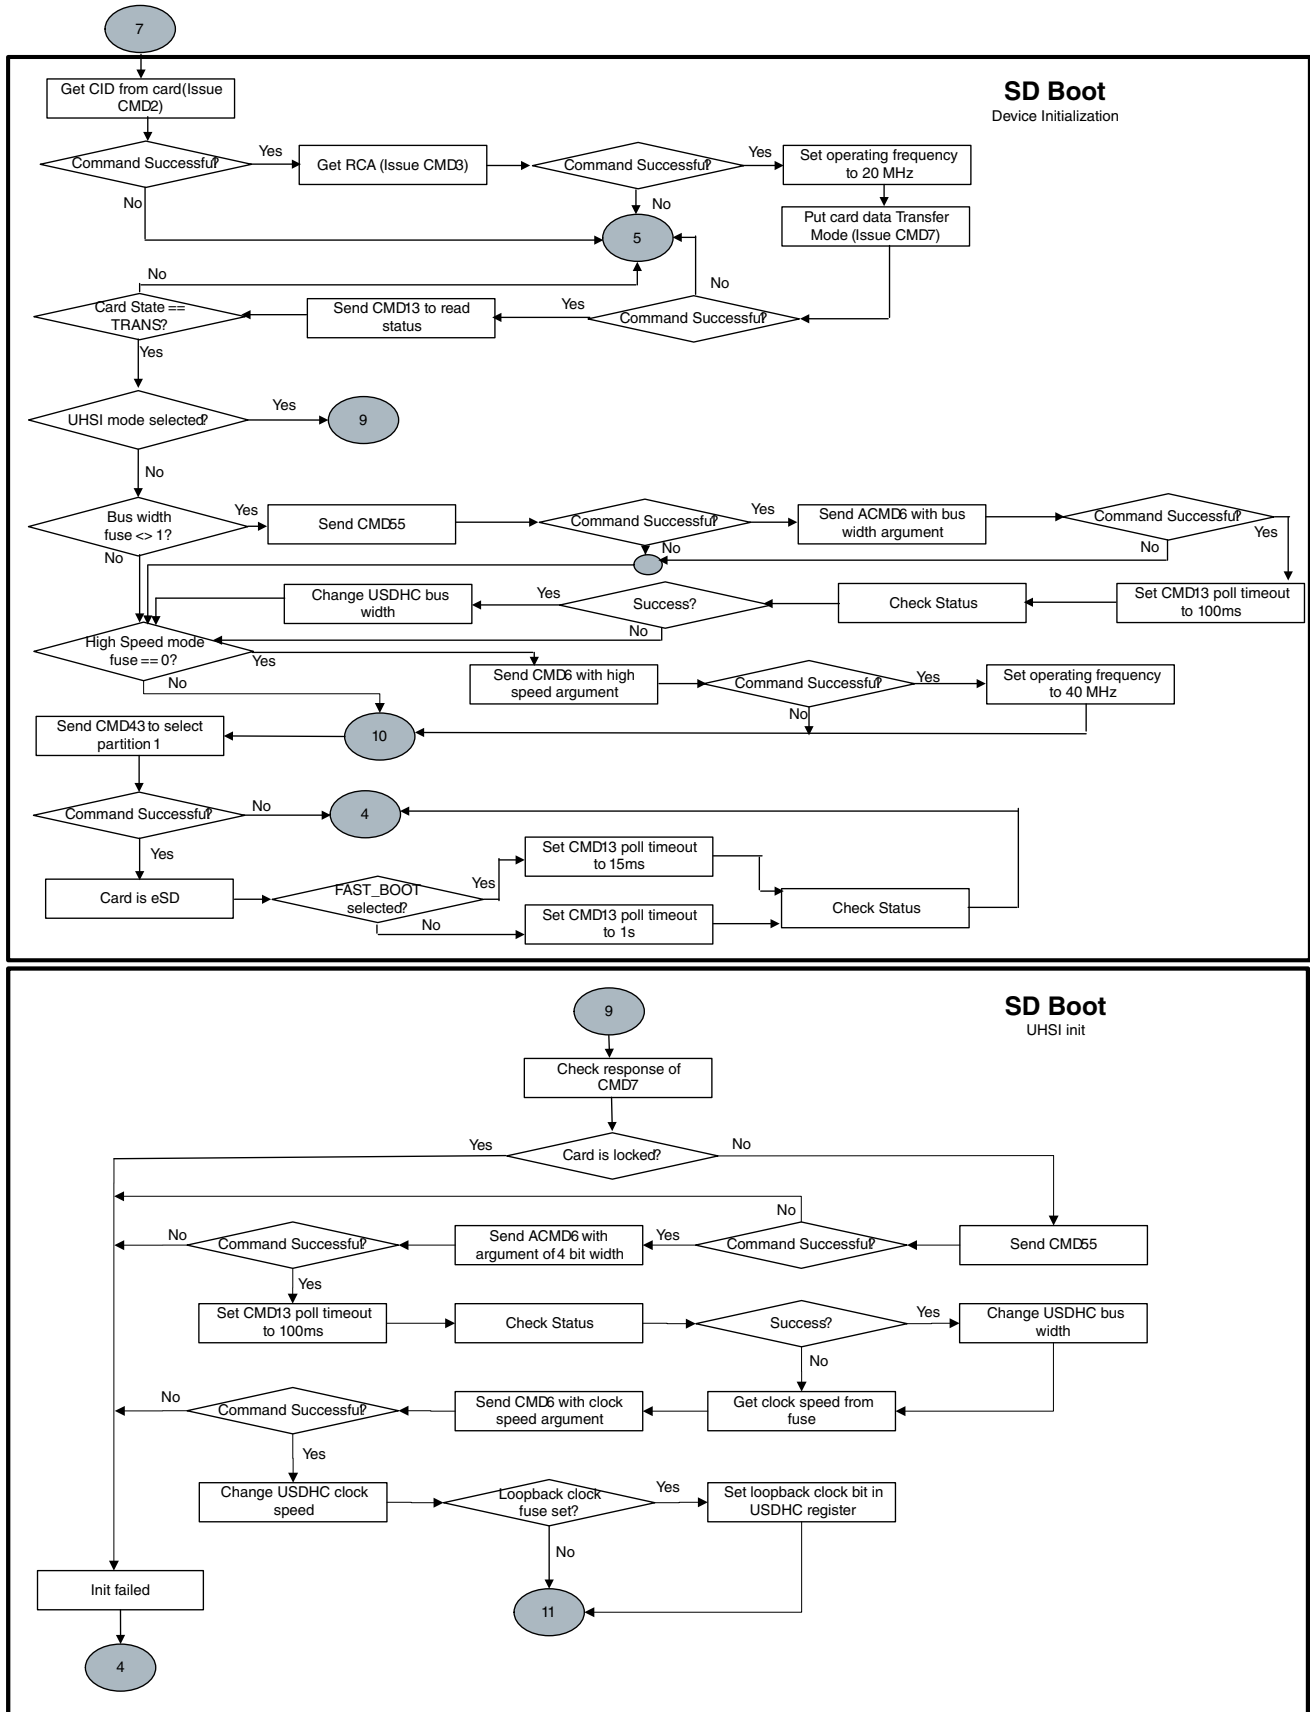 7
SD Boot
Device Initialization
Get CID from card(Issue
CMD2)
Command Successful?
Yes
Get RCA (Issue CMD3)
Command Successful?
Yes
Set operating frequency
to 20 MHz
No
No
Put card data Transfer
Mode (Issue CMD7)
5
No
No
Card State ==
TRANS?
Send CMD13 to read
status
Yes
Command Successful?
Yes
UHSI mode selected?
Yes
9
No
Bus width
fuse <> 1?
Yes
Send CMD55
Command Successful?
Yes
Send ACMD6 with bus
width argument
Command Successful?
Yes
No
No
No
Change USDHC bus
width
Yes
Success?
Check Status
Set CMD13 poll timeout
to 100ms
No
High Speed mode
fuse == 0?
Yes
Send CMD6 with high
speed argument
Command Successful?
Yes
Set operating frequency
to 40 MHz
No
No
Send CMD43 to select
partition 1
10
Command Successful?
No
4
Yes
Set CMD13 poll timeout
to 15ms
Card is eSD
FAST_BOOT
selected?
Yes
Check Status
No
Set CMD13 poll timeout
to 1s
9
SD Boot
UHSI init
Check response of
CMD7
Yes
Card is locked?
No
No
No
Command Successful?
Send ACMD6 with
argument of 4 bit width
Yes
Command Successful?
Send CMD55
Yes
Set CMD13 poll timeout
to 100ms
Check Status
Success?
Yes
Change USDHC bus
width
No
No
Command Successful?
Send CMD6 with clock
speed argument
Get clock speed from
fuse
Yes
Change USDHC clock
speed
Loopback clock
fuse set?
Yes
Set loopback clock bit in
USDHC register
No
Init failed
11
4